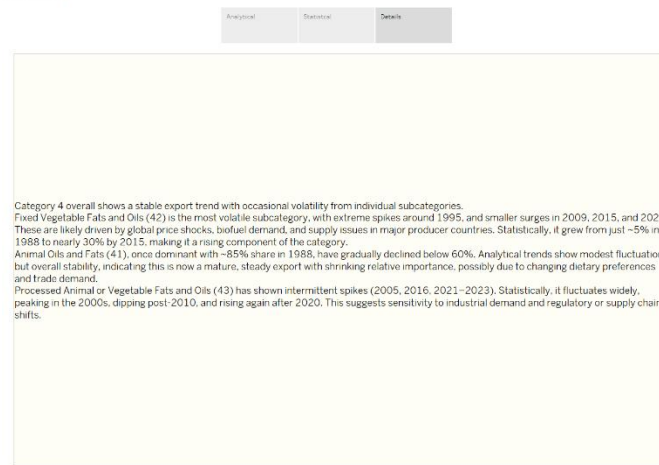 Analytical
Statistical
Details
Category 4 overall shows a stable export trend with occasional volatility from individual subcategories.
Fixed Vegetable Fats and Oils (42) is the most volatile subcategory, with extreme spikes around 1995, and smaller surges in 2009, 2015, and 202
These are likely driven by global price shocks, biofuel demand, and supply issues in major producer countries. Statistically, it grew from just ~5% in
1988 to nearly 30% by 2015, making it a rising component of the category.
Animal Oils and Fats (41), once dominant with ~85% share in 1988, have gradually declined below 60%. Analytical trends show modest fluctuation
but overall stability, indicating this is now a mature, steady export with shrinking relative importance, possibly due to changing dietary preferences
and trade demand.
Processed Animal or Vegetable Fats and Oils (43) has shown intermittent spikes (2005, 2016, 2021–2023). Statistically, it fluctuates widely,
peaking in the 2000s, dipping post-2010, and rising again after 2020. This suggests sensitivity to industrial demand and regulatory or supply chain
shifts.